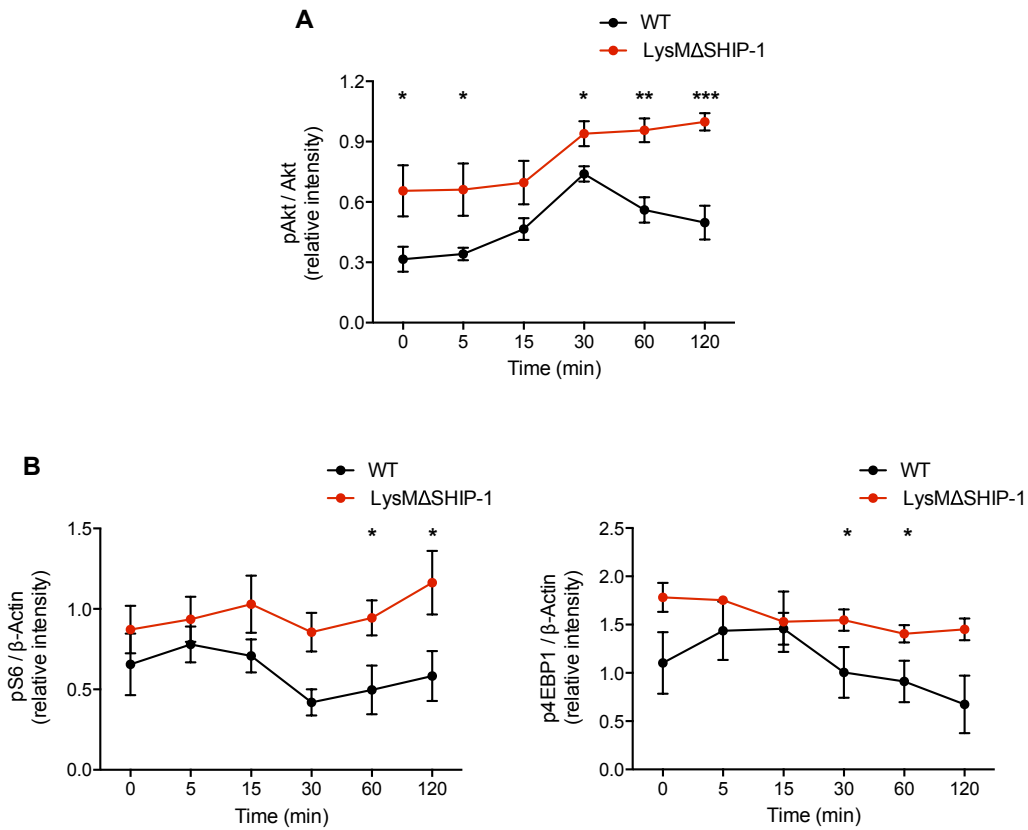 A
WT
LysMΔSHIP-1
* * * ** ***
1.2
0.9
0.6
0.3
0.0
pAkt / Akt
(relative intensity)
0 5 15 30 60 120
Time (min)
B
WT
LysMΔSHIP-1
* *
1.5
1.0
0.5
0.0
pS6 / β-Actin
(relative intensity)
0 5 15 30 60 120
Time (min)
WT
LysMΔSHIP-1
* *
2.5
2.0
1.5
1.0
0.5
0.0
p4EBP1 / β-Actin
(relative intensity)
0 5 15 30 60 120
Time (min)